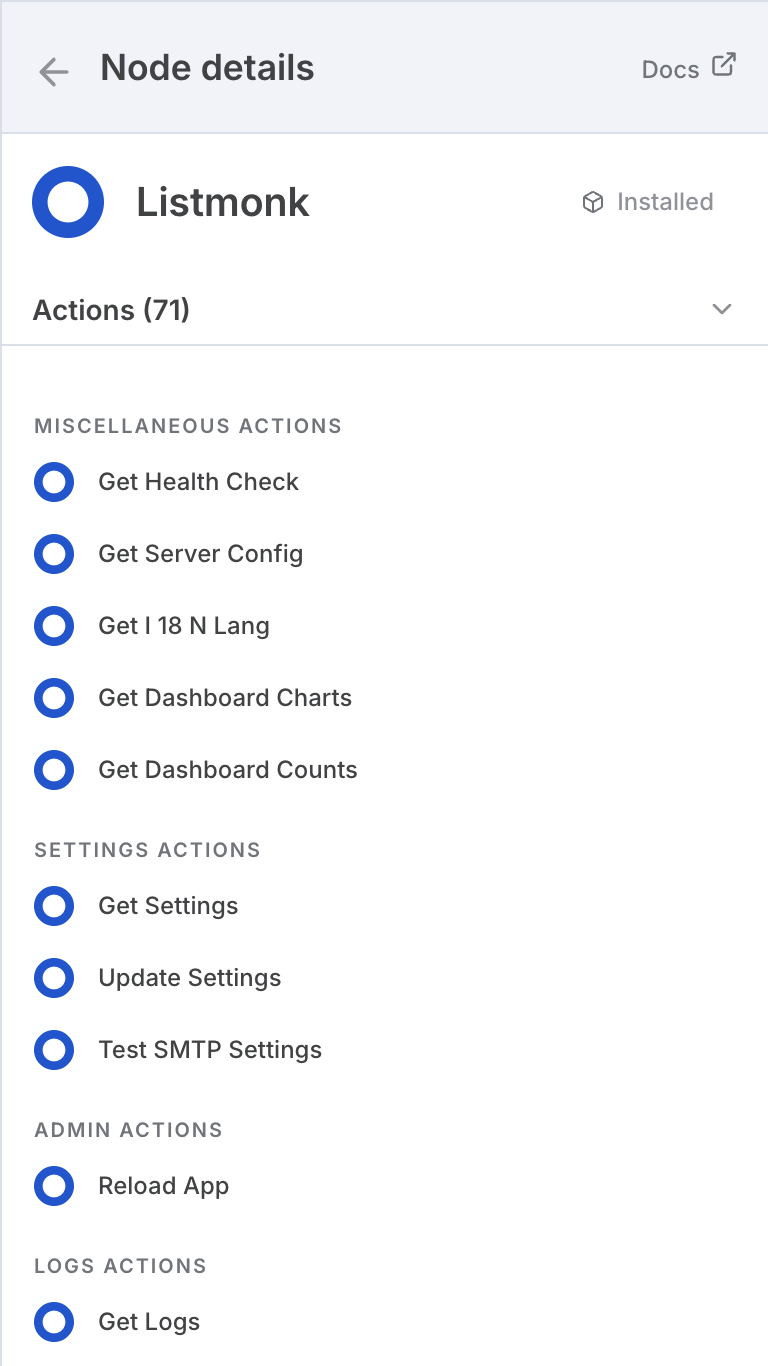 Node details
Docs
Listmonk
Installed
Actions (71)
MISCELLANEOUS ACTIONS
Get Health Check
Get Server Config
Get I 18 N Lang
Get Dashboard Charts
Get Dashboard Counts
SETTINGS ACTIONS
Get Settings
Update Settings
Test SMTP Settings
ADMIN ACTIONS
Reload App
LOGS ACTIONS
Get Logs